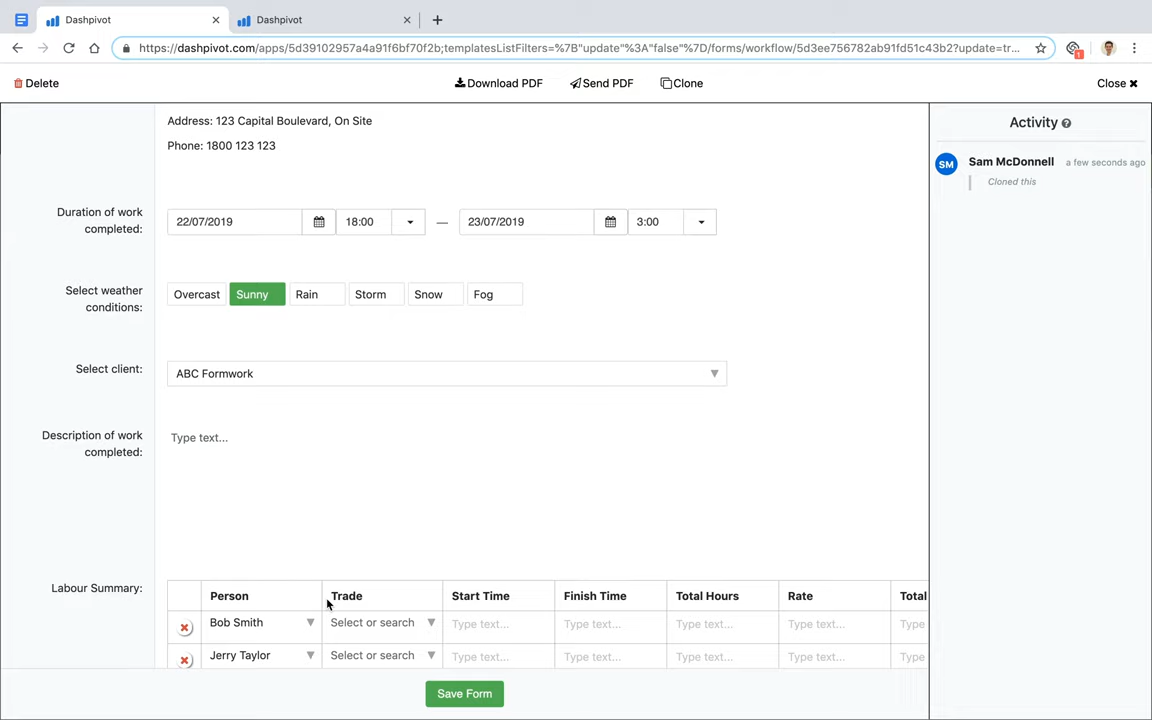 Dashpivot
Dashpivot
https://dashpivot.com/apps/5d39102957a4a91f6bf70f2b;templatesListFilters=%7B"update"%3A"false"%7D/forms/workflow/5d3ee756782ab91fd51c43b2?update=tr...
1
Delete
Download PDF
Send PDF
Clone
Close
Address: 123 Capital Boulevard, On Site
Phone: 1800 123 123
Duration of work
completed:
22/07/2019 18:00 — 23/07/2019 3:00
Select weather
conditions:
Overcast Sunny Rain Storm Snow Fog
Select client:
ABC Formwork
Description of work
completed:
Type text...
Labour Summary:
Person Trade Start Time Finish Time Total Hours Rate Total
Bob Smith Select or search Type text... Type text... Type text... Type text... Type
Jerry Taylor Select or search Type text... Type text... Type text... Type text... Type
Save Form
Activity
SM Sam McDonnell a few seconds ago
Cloned this